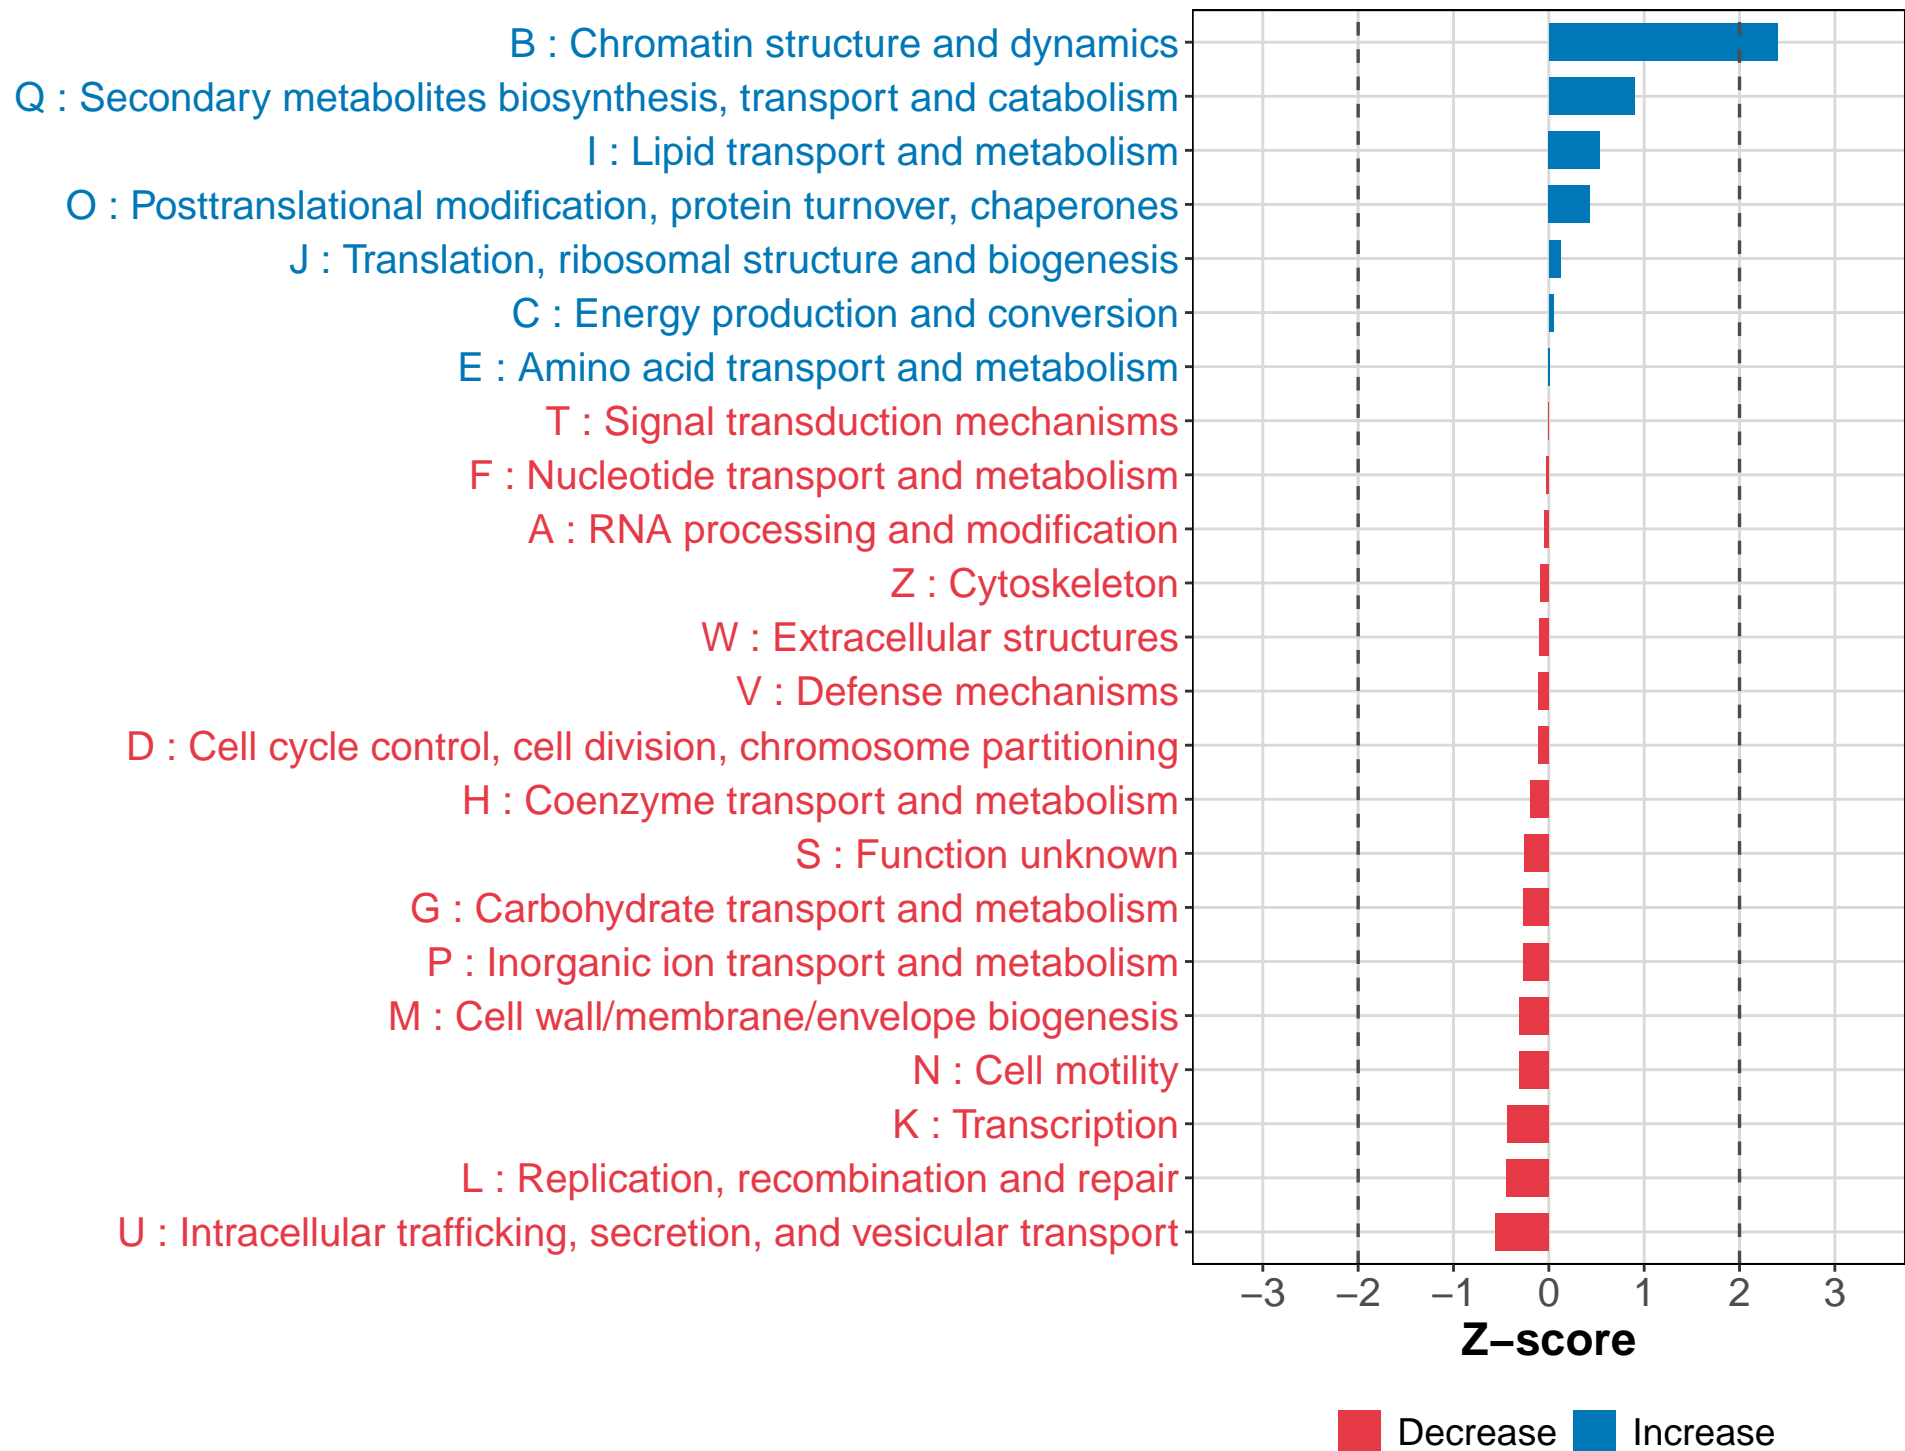 B : Chromatin structure and dynamics
Q : Secondary metabolites biosynthesis, transport and catabolism
I : Lipid transport and metabolism
O : Posttranslational modification, protein turnover, chaperones
J : Translation, ribosomal structure and biogenesis
C : Energy production and conversion
E : Amino acid transport and metabolism
T : Signal transduction mechanisms
F : Nucleotide transport and metabolism
A : RNA processing and modification
Z : Cytoskeleton
W : Extracellular structures
V : Defense mechanisms
D : Cell cycle control, cell division, chromosome partitioning
H : Coenzyme transport and metabolism
S : Function unknown
G : Carbohydrate transport and metabolism
P : Inorganic ion transport and metabolism
M : Cell wall/membrane/envelope biogenesis
N : Cell motility
K : Transcription
L : Replication, recombination and repair
U : Intracellular trafficking, secretion, and vesicular transport
−3 −2 −1 0 1 2 3
Z−score
Decrease Increase